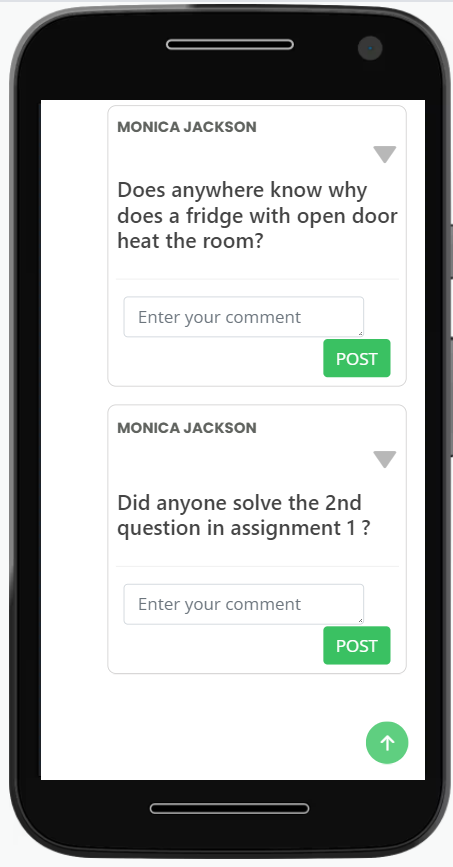 MONICA JACKSON
Does anywhere know why
does a fridge with open door
heat the room?
Enter your comment
POST
MONICA JACKSON
Did anyone solve the 2nd
question in assignment 1 ?
Enter your comment
POST